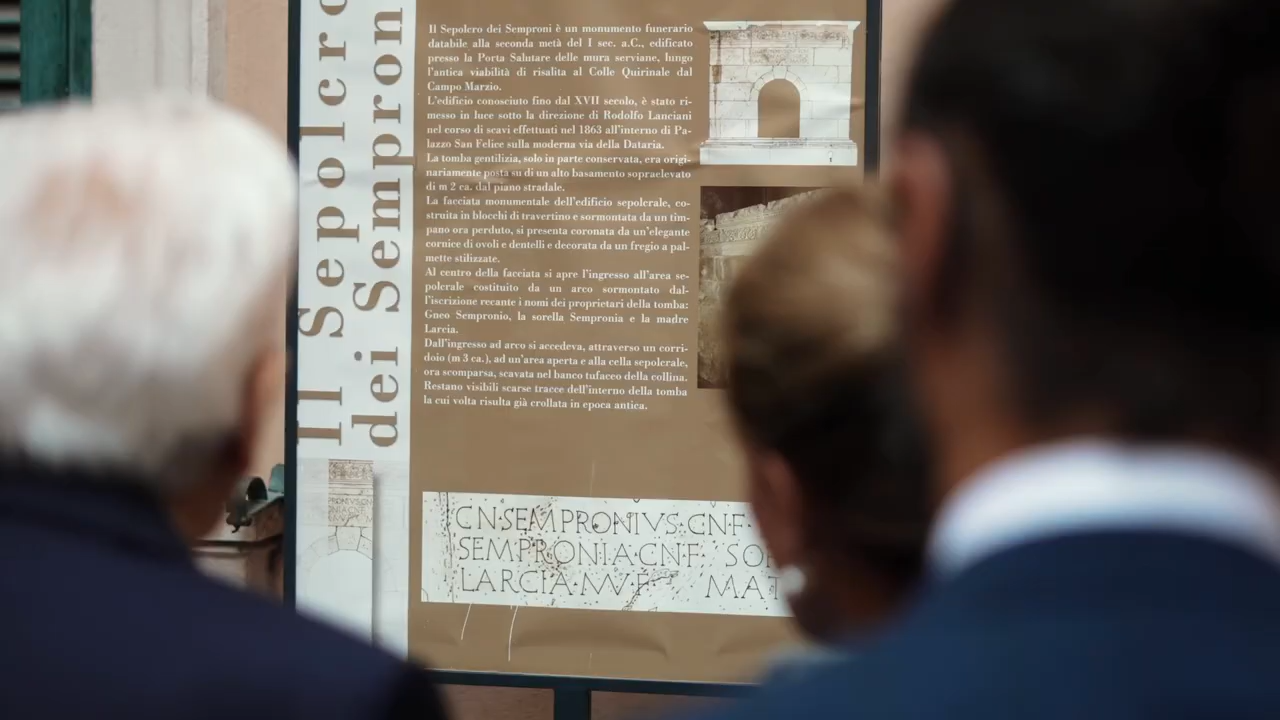 Il Sepolcro
dei Semproni
Il Sepolcro dei Semproni è un monumento funerario
databile alla seconda metà del I sec. a.C., edificato
presso la Porta Salutare delle mura serviane, lungo
l'antica viabilità di risalita al Colle Quirinale dal
Campo Marzio.
L'edificio conosciuto fino dal XVII secolo, è stato ri-
messo in luce sotto la direzione di Rodolfo Lanciani
nel corso di scavi effettuati nel 1863 all'interno di Pa-
lazzo San Felice sulla moderna via della Dataria.
La tomba gentilizia, solo in parte conservata, era origi-
nariamente posta su di un alto basamento sopraelevato
di m 2 ca. dal piano stradale.
La facciata monumentale dell'edificio sepolcrale, co-
struita in blocchi di travertino e sormontata da un tim-
pano ora perduto, si presenta coronata da un'elegante
cornice di ovoli e dentelli e decorata da un fregio a pal-
mette stilizzate.
Al centro della facciata si apre l'ingresso all'area se-
polcrale costituito da un arco sormontato dal-
l'iscrizione recante i nomi dei proprietari della tomba:
Gneo Sempronio, la sorella Sempronia e la madre
Larcia.
Dall'ingresso ad arco si accedeva, attraverso un corri-
doio (m 3 ca.), ad un'area aperta e alla cella sepolcrale,
ora scomparsa, scavata nel banco tufaceo della collina.
Restano visibili scarse tracce dell'interno della tomba
la cui volta risulta già crollata in epoca antica.
CN·SEMPRONIVS·CN·F·
SEMPRONIA·CN·F· SO
LARCIA·M·F· MAT